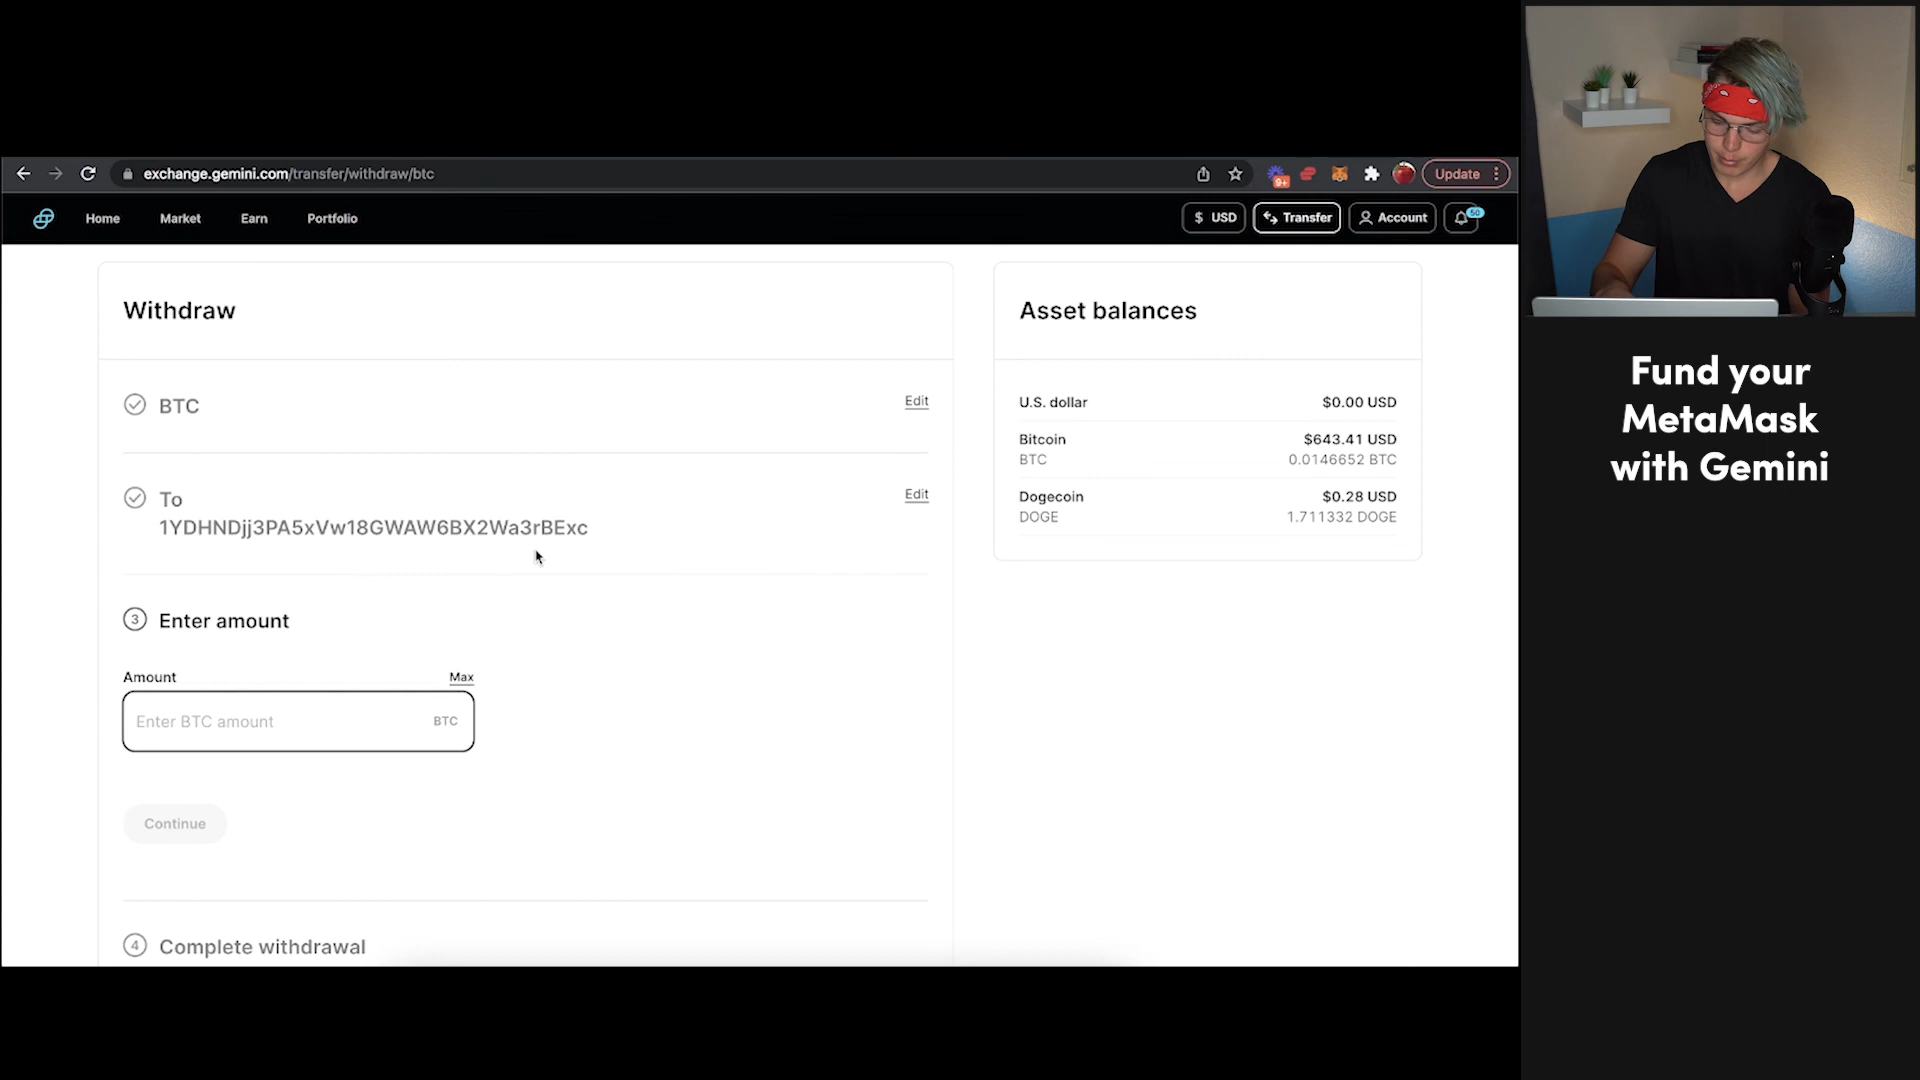 exchange.gemini.com/transfer/withdraw/btc
9+
Update
Home
Market
Earn
Portfolio
$ USD
Transfer
Account
50
Withdraw
BTC
Edit
To
Edit
1YDHNDjj3PA5xVw18GWAW6BX2Wa3rBExc
3 Enter amount
Amount
Max
Enter BTC amount
BTC
Continue
4 Complete withdrawal
Asset balances
U.S. dollar
$0.00 USD
Bitcoin
$643.41 USD
BTC
0.0146652 BTC
Dogecoin
$0.28 USD
DOGE
1.711332 DOGE
Fund your
MetaMask
with Gemini